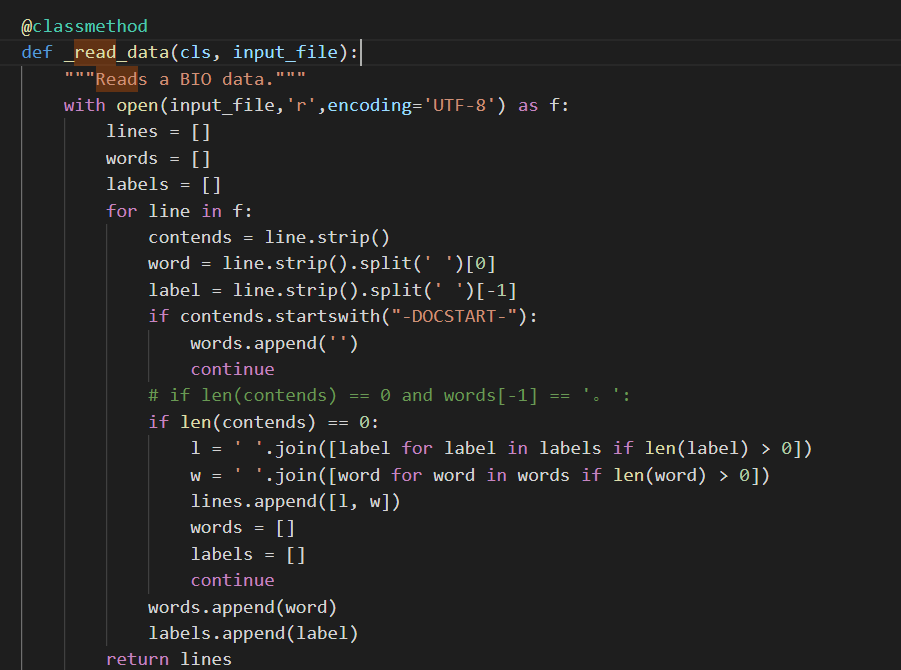 @classmethod
def _read_data(cls, input_file):
    """Reads a BIO data."""
    with open(input_file,'r',encoding='UTF-8') as f:
        lines = []
        words = []
        labels = []
        for line in f:
            contends = line.strip()
            word = line.strip().split(' ')[0]
            label = line.strip().split(' ')[-1]
            if contends.startswith("-DOCSTART-"):
                words.append('')
                continue
            # if len(contends) == 0 and words[-1] == '。':
            if len(contends) == 0:
                l = ' '.join([label for label in labels if len(label) > 0])
                w = ' '.join([word for word in words if len(word) > 0])
                lines.append([l, w])
                words = []
                labels = []
                continue
            words.append(word)
            labels.append(label)
        return lines